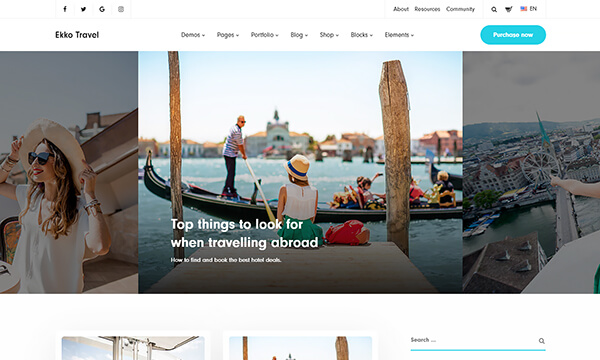 About Resources Community EN
Ekko Travel Demos Pages Portfolio Blog Shop Blocks Elements Purchase now
Top things to look for
when travelling abroad
How to find and book the best hotel deals.
Search ...